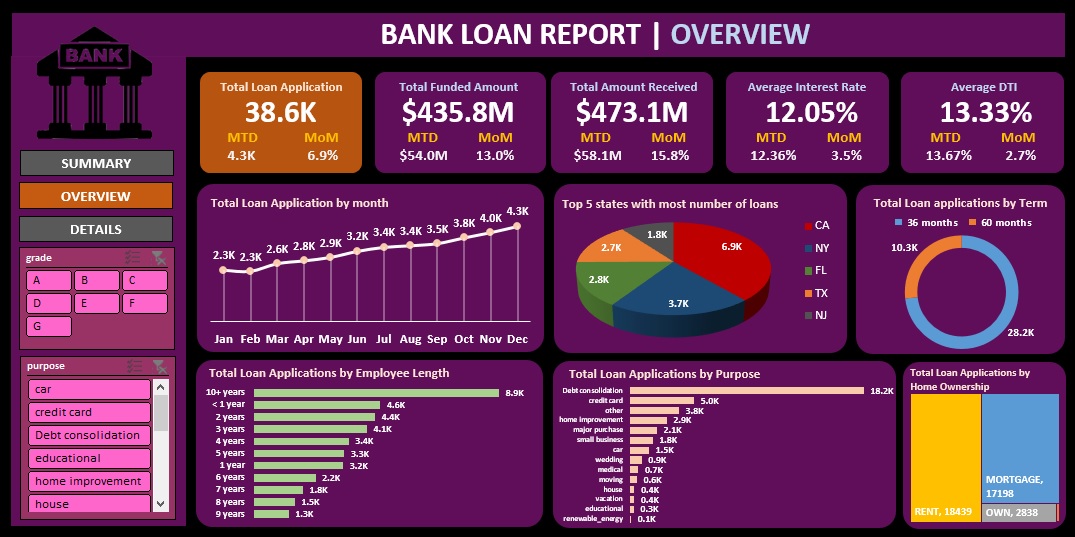 BANK LOAN REPORT | OVERVIEW
BANK
SUMMARY
OVERVIEW
DETAILS
grade
A B C
D E F
G
purpose
car
credit card
Debt consolidation
educational
home improvement
house
Total Loan Application
38.6K
MTD MoM
4.3K 6.9%
Total Funded Amount
$435.8M
MTD MoM
$54.0M 13.0%
Total Amount Received
$473.1M
MTD MoM
$58.1M 15.8%
Average Interest Rate
12.05%
MTD MoM
12.36% 3.5%
Average DTI
13.33%
MTD MoM
13.67% 2.7%
Total Loan Application by month
2.3K 2.3K 2.6K 2.8K 2.9K 3.2K 3.4K 3.4K 3.5K 3.8K 4.0K 4.3K
Jan Feb Mar Apr May Jun Jul Aug Sep Oct Nov Dec
Top 5 states with most number of loans
6.9K
3.7K
2.8K
2.7K
1.8K
CA
NY
FL
TX
NJ
Total Loan applications by Term
36 months 60 months
10.3K
28.2K
Total Loan Applications by Employee Length
10+ years 8.9K
< 1 year 4.6K
2 years 4.4K
3 years 4.1K
4 years 3.4K
5 years 3.3K
1 year 3.2K
6 years 2.2K
7 years 1.8K
8 years 1.5K
9 years 1.3K
Total Loan Applications by Purpose
Debt consolidation 18.2K
credit card 5.0K
other 3.8K
home improvement 2.9K
major purchase 2.1K
small business 1.8K
car 1.5K
wedding 0.9K
medical 0.7K
moving 0.6K
house 0.4K
vacation 0.4K
educational 0.3K
renewable_energy 0.1K
Total Loan Applications by
Home Ownership
RENT, 18439
MORTGAGE,
17198
OWN, 2838